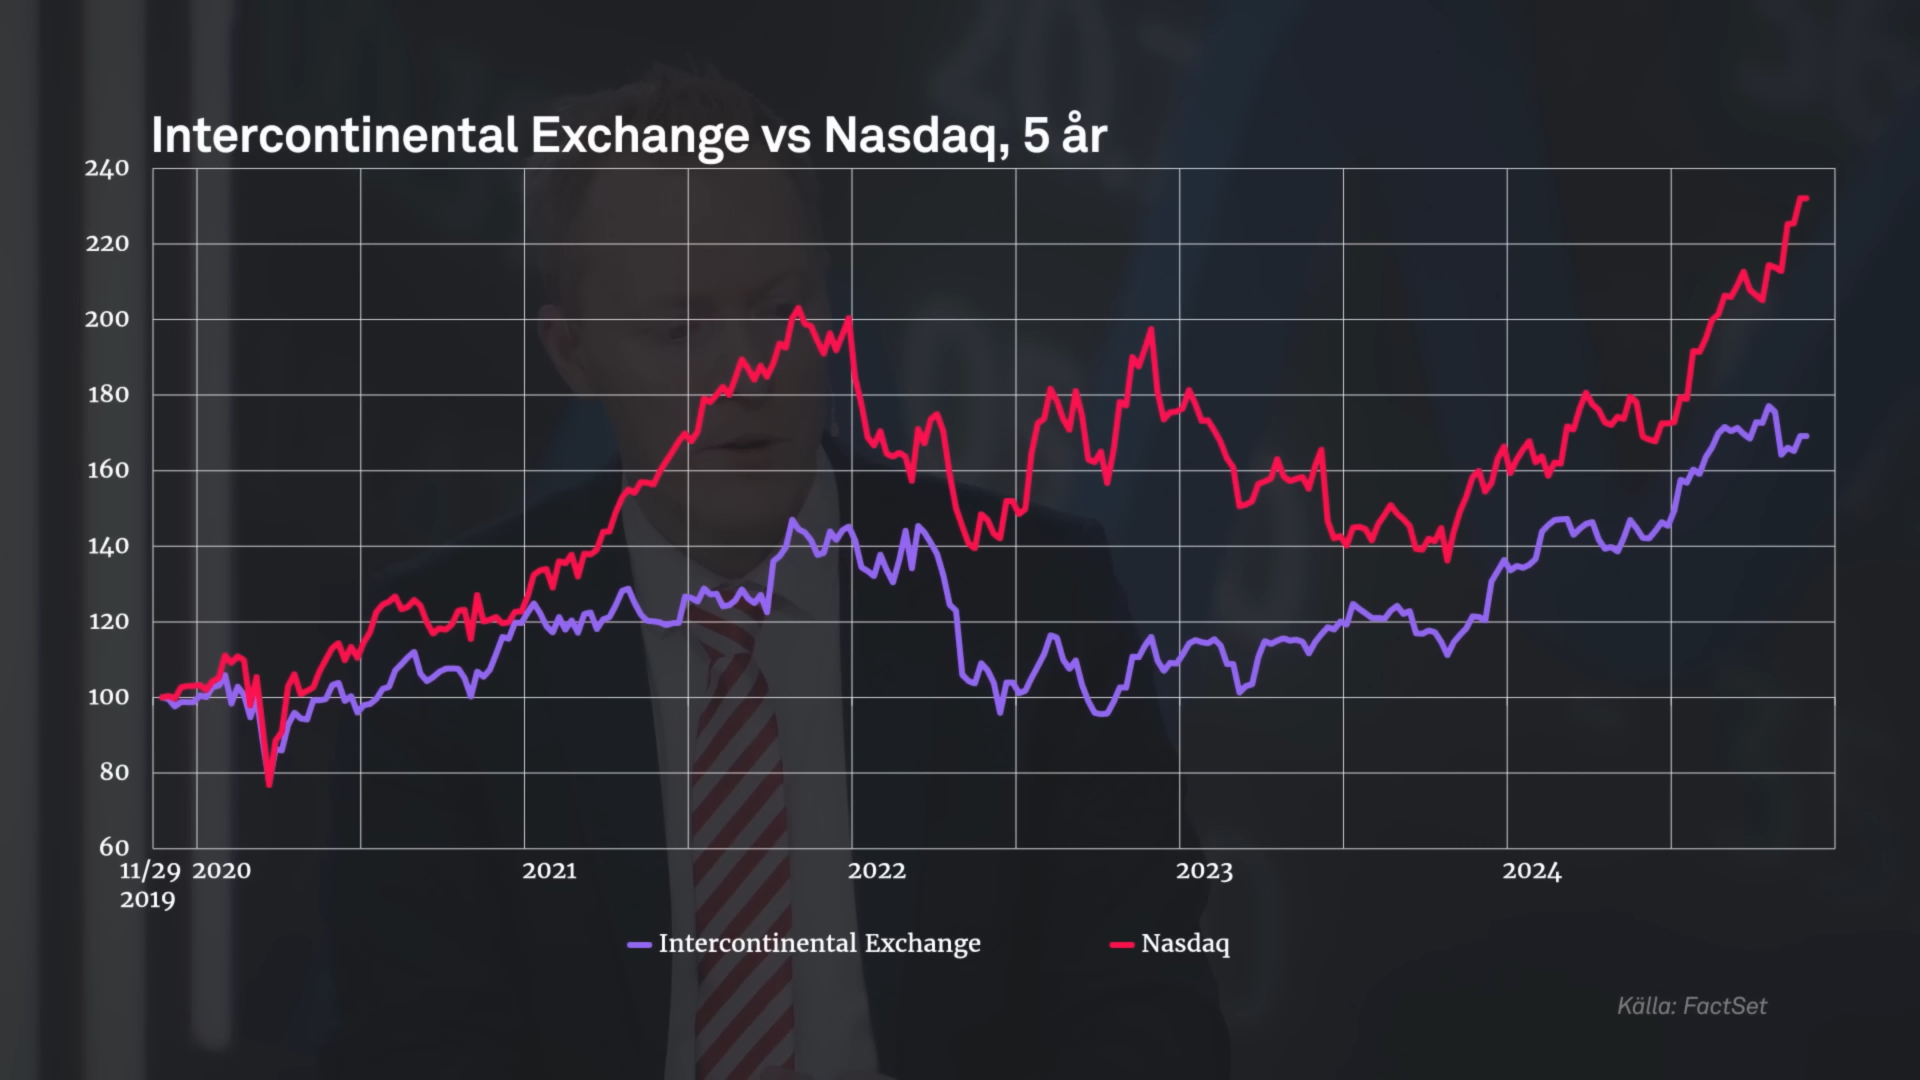 Intercontinental Exchange vs Nasdaq, 5 år
240
220
200
180
160
140
120
100
80
60
11/29 2020 2021 2022 2023 2024
2019
Intercontinental Exchange Nasdaq
Källa: FactSet